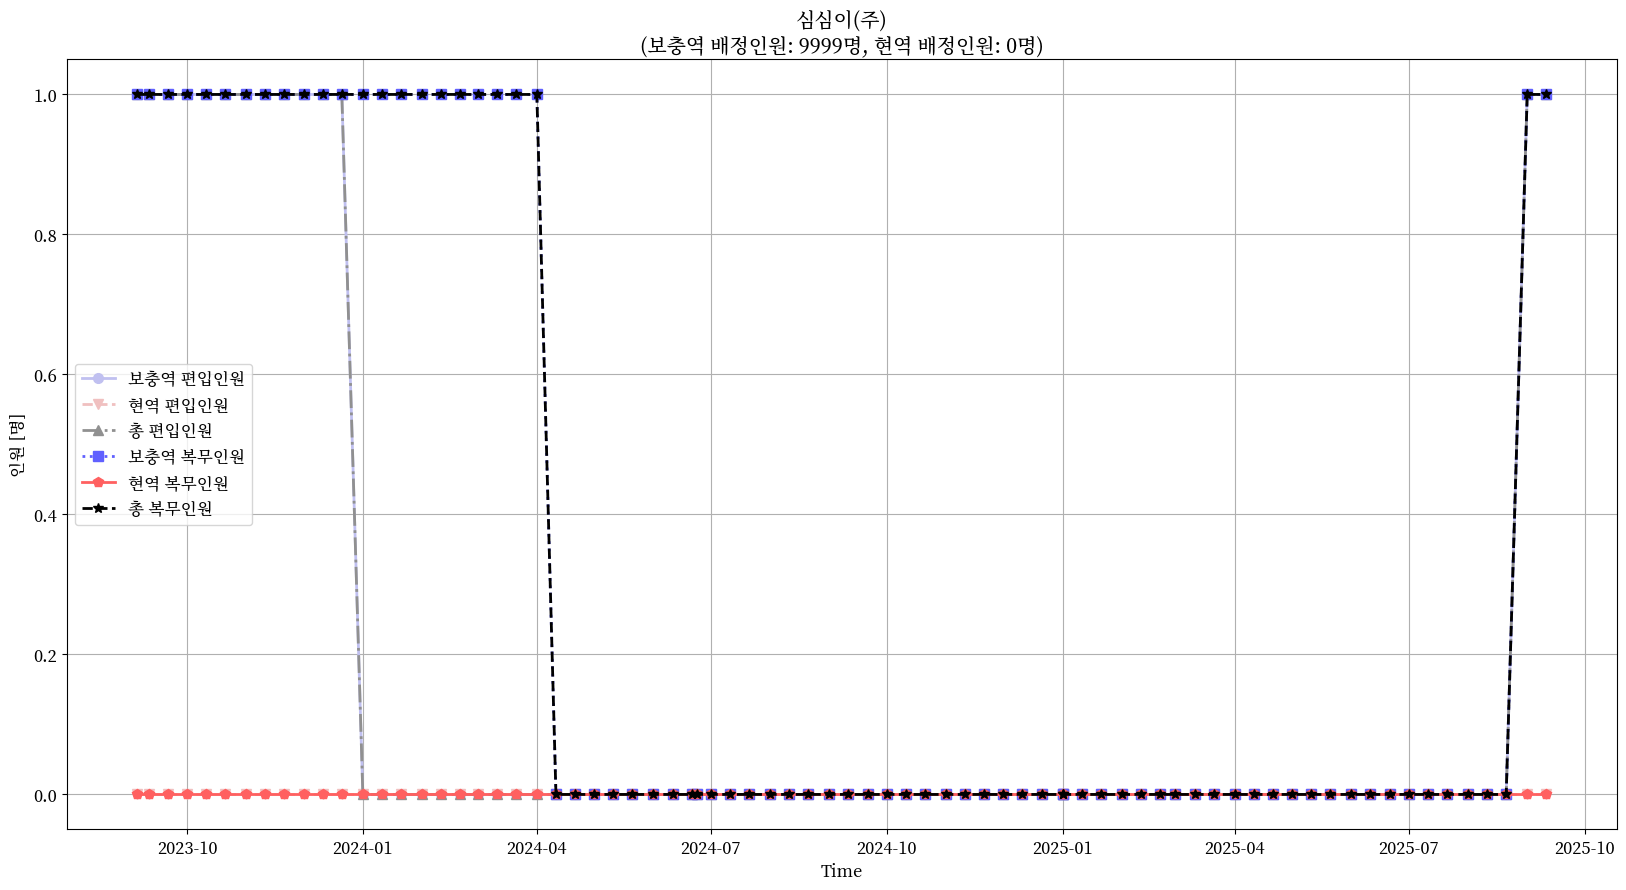 심심이(주)
(보충역 배정인원: 9999명, 현역 배정인원: 0명)
인원 [명]
1.0
0.8
0.6
0.4
0.2
0.0
보충역 편입인원
현역 편입인원
총 편입인원
보충역 복무인원
현역 복무인원
총 복무인원
2023-10
2024-01
2024-04
2024-07
2024-10
2025-01
2025-04
2025-07
2025-10
Time